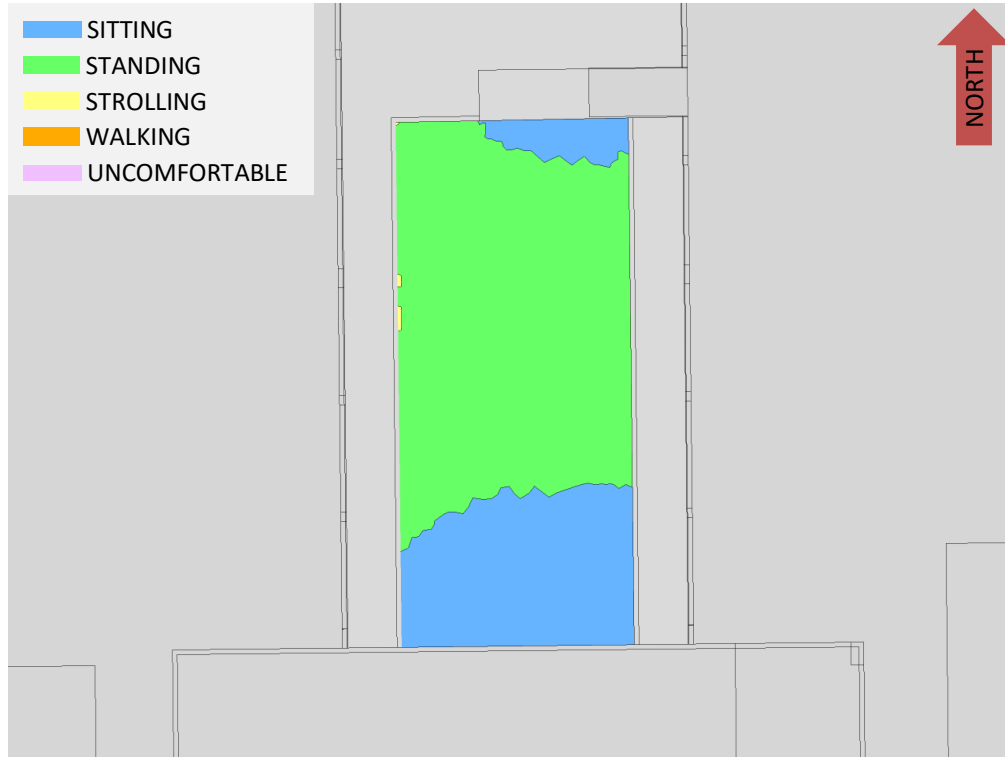 SITTING
STANDING
STROLLING
WALKING
UNCOMFORTABLE
NORTH